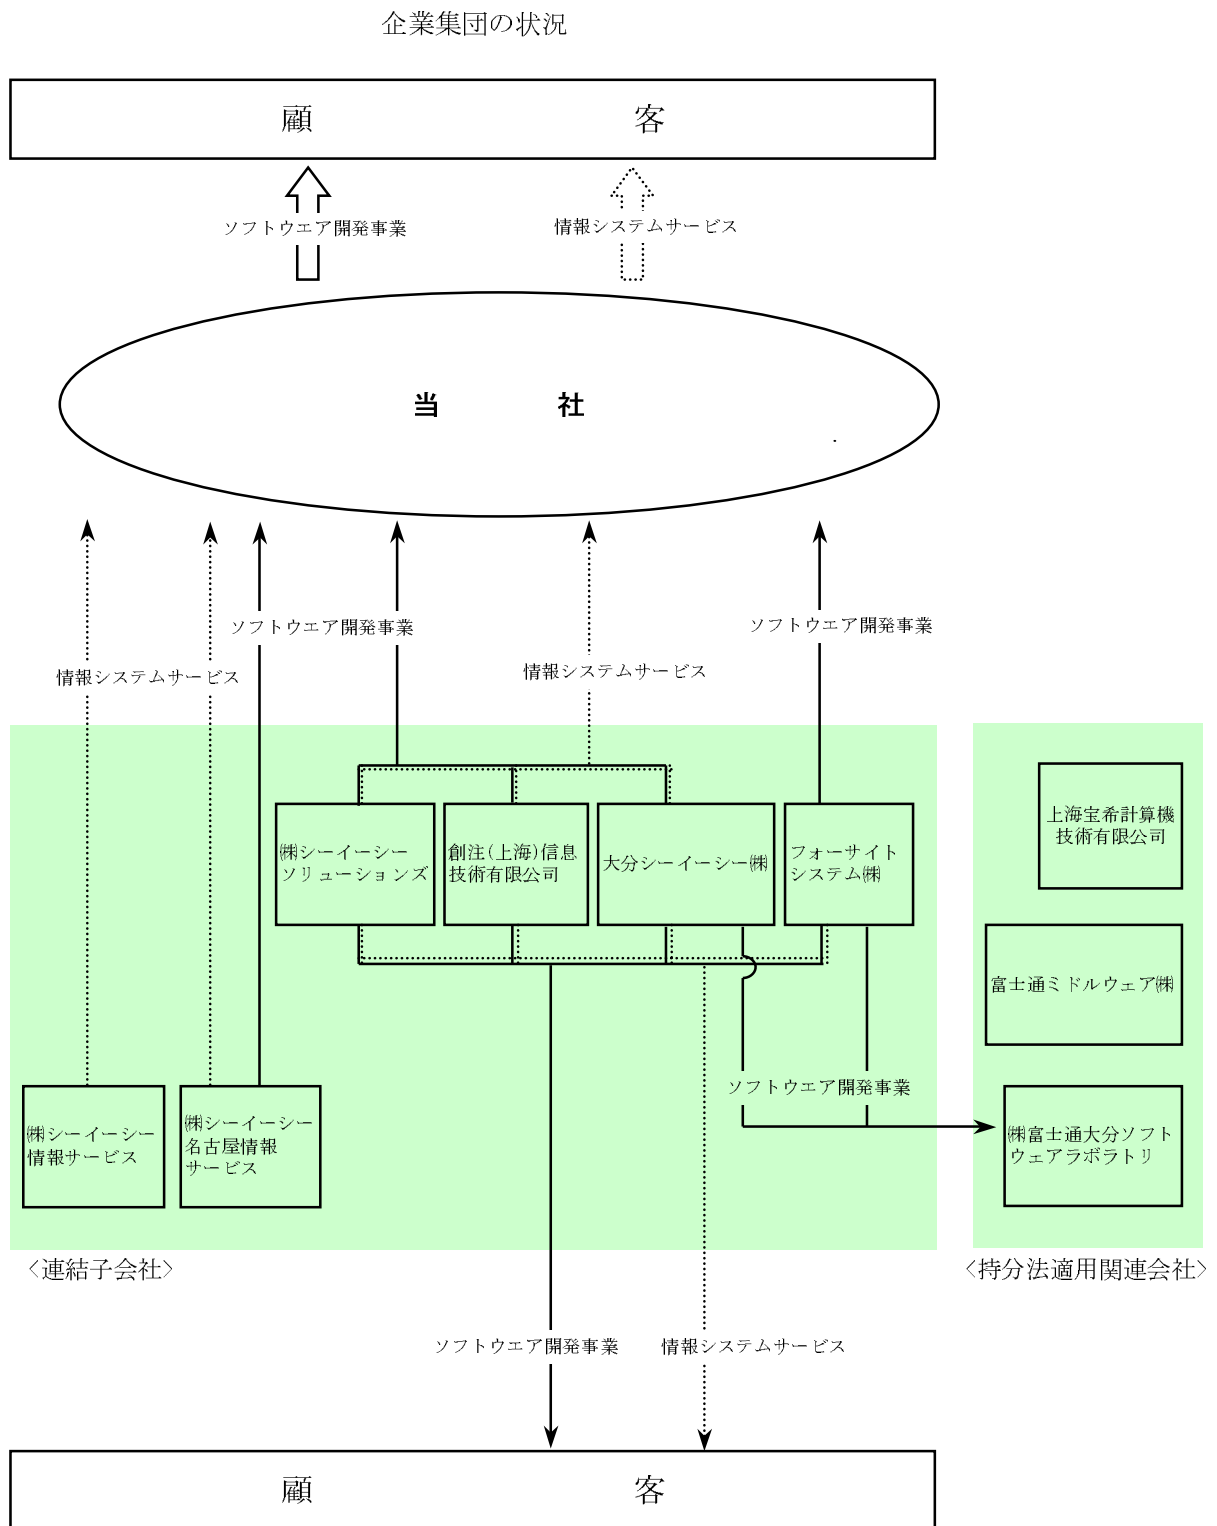 企業集団の状況
顧 客
ソフトウエア開発事業
情報システムサービス
当 社
ソフトウエア開発事業
ソフトウエア開発事業
情報システムサービス
情報システムサービス
㈱シーイーシー
ソリューションズ
創注(上海)信息
技術有限公司
大分シーイーシー㈱
フォーサイト
システム㈱
上海宝希計算機
技術有限公司
富士通ミドルウェア㈱
ソフトウエア開発事業
㈱シーイーシー
情報サービス
㈱シーイーシー
名古屋情報
サービス
㈱富士通大分ソフト
ウェアラボラトリ
〈連結子会社〉
〈持分法適用関連会社〉
ソフトウエア開発事業
情報システムサービス
顧 客